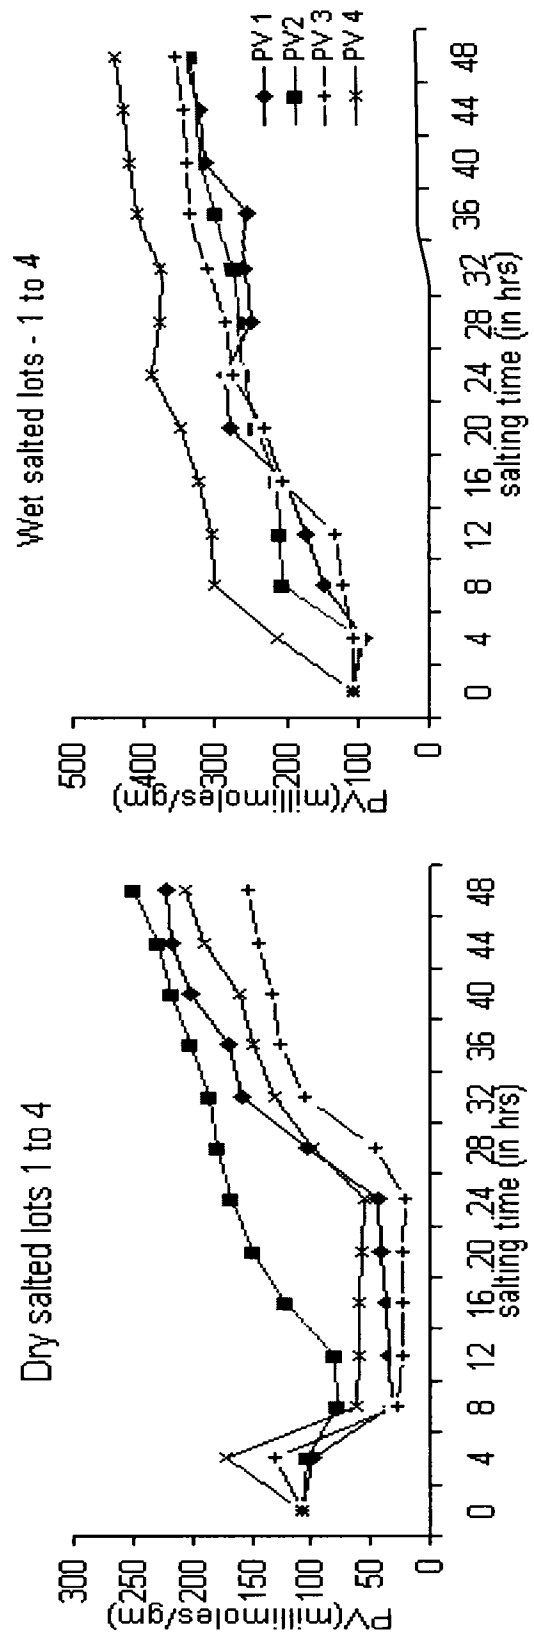 Dry salted lots 1 to 4
PV(millimoles/gm)
300
250
200
150
100
50
0
0 4 8 12 16 20 24 28 32 36 40 44 48
salting time (in hrs)
Wet salted lots - 1 to 4
PV(millimoles/gm)
500
400
300
200
100
0
0 4 8 12 16 20 24 28 32 36 40 44 48
salting time (in hrs)
PV 1
PV2
PV 3
PV 4